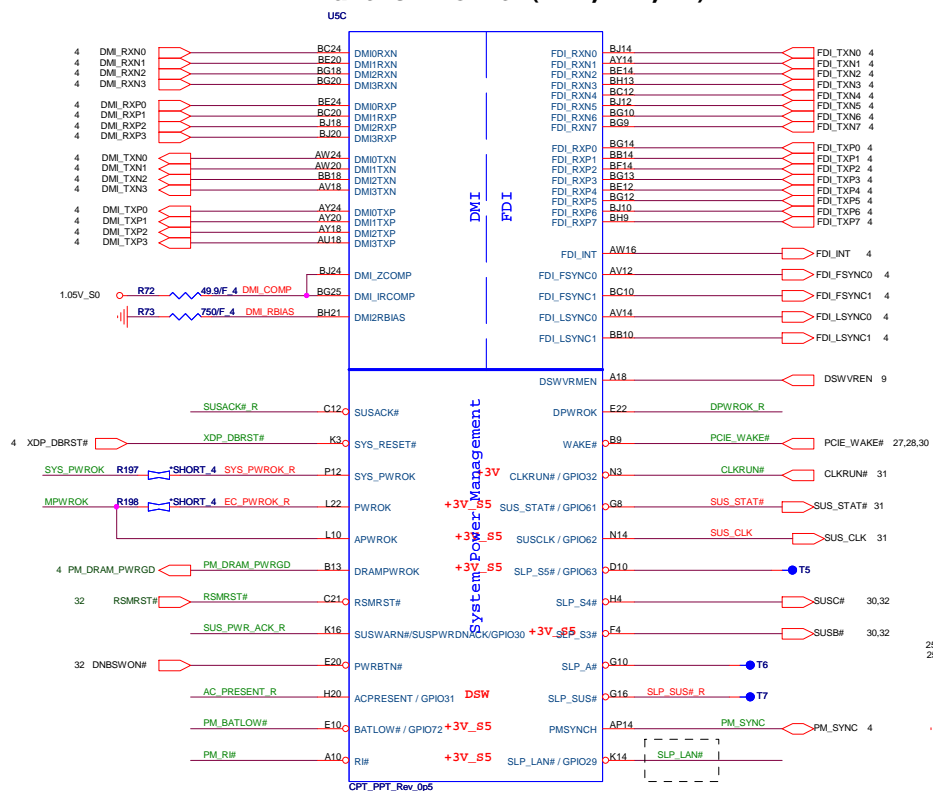 U5C
4 DMI_RXN0 BC24 DMI0RXN FDI_RXN0 BJ14 FDI_TXN0 4
4 DMI_RXN1 BE20 DMI1RXN FDI_RXN1 AY14 FDI_TXN1 4
4 DMI_RXN2 BG18 DMI2RXN FDI_RXN2 BE14 FDI_TXN2 4
4 DMI_RXN3 BG20 DMI3RXN FDI_RXN3 BH13 FDI_TXN3 4
FDI_RXN4 BC12 FDI_TXN4 4
4 DMI_RXP0 BE24 DMI0RXP FDI_RXN5 BJ12 FDI_TXN5 4
4 DMI_RXP1 BC20 DMI1RXP FDI_RXN6 BG10 FDI_TXN6 4
4 DMI_RXP2 BJ18 DMI2RXP FDI_RXN7 BG9 FDI_TXN7 4
4 DMI_RXP3 BJ20 DMI3RXP
FDI_RXP0 BG14 FDI_TXP0 4
4 DMI_TXN0 AW24 DMI0TXN FDI_RXP1 BB14 FDI_TXP1 4
4 DMI_TXN1 AW20 DMI1TXN FDI_RXP2 BF14 FDI_TXP2 4
4 DMI_TXN2 BB18 DMI2TXN FDI_RXP3 BG13 FDI_TXP3 4
4 DMI_TXN3 AV18 DMI3TXN FDI_RXP4 BE12 FDI_TXP4 4
FDI_RXP5 BG12 FDI_TXP5 4
4 DMI_TXP0 AY24 DMI0TXP FDI_RXP6 BJ10 FDI_TXP6 4
4 DMI_TXP1 AY20 DMI1TXP FDI_RXP7 BH9 FDI_TXP7 4
4 DMI_TXP2 AY18 DMI2TXP
4 DMI_TXP3 AU18 DMI3TXP
DMI FDI
FDI_INT AW16 FDI_INT 4
BJ24 DMI_ZCOMP FDI_FSYNC0 AV12 FDI_FSYNC0 4
1.05V_S0 R72 49.9/F_4 DMI_COMP BG25 DMI_IRCOMP FDI_FSYNC1 BC10 FDI_FSYNC1 4
R73 750/F_4 DMI_RBIAS BH21 DMI2RBIAS FDI_LSYNC0 AV14 FDI_LSYNC0 4
FDI_LSYNC1 BB10 FDI_LSYNC1 4
System Power Management
DSWVRMEN A18 DSWVREN 9
SUSACK#_R C12 SUSACK# DPWROK E22 DPWROK_R
4 XDP_DBRST# XDP_DBRST# K3 SYS_RESET# WAKE# B9 PCIE_WAKE# PCIE_WAKE# 27,28,30
SYS_PWROK R197 *SHORT_4 SYS_PWROK_R P12 SYS_PWROK +3V CLKRUN# / GPIO32 N3 CLKRUN# CLKRUN# 31
MPWROK R198 *SHORT_4 EC_PWROK_R L22 PWROK +3V_S5 SUS_STAT# / GPIO61 G8 SUS_STAT# SUS_STAT# 31
L10 APWROK +3V_S5 SUSCLK / GPIO62 N14 SUS_CLK SUS_CLK 31
4 PM_DRAM_PWRGD PM_DRAM_PWRGD B13 DRAMPWROK +3V_S5 SLP_S5# / GPIO63 D10 T5
32 RSMRST# RSMRST# C21 RSMRST# SLP_S4# H4 SUSC# 30,32
SUS_PWR_ACK_R K16 SUSWARN#/SUSPWRDNACK/GPIO30 +3V_S5 SLP_S3# F4 SUSB# 30,32
32 DNBSWON# E20 PWRBTN# SLP_A# G10 T6
AC_PRESENT_R H20 ACPRESENT / GPIO31 DSW SLP_SUS# G16 SLP_SUS#_R T7
PM_BATLOW# E10 BATLOW# / GPIO72 +3V_S5 PMSYNCH AP14 PM_SYNC PM_SYNC 4
PM_RI# A10 RI# +3V_S5 SLP_LAN# / GPIO29 K14 SLP_LAN#
CPT_PPT_Rev_0p5